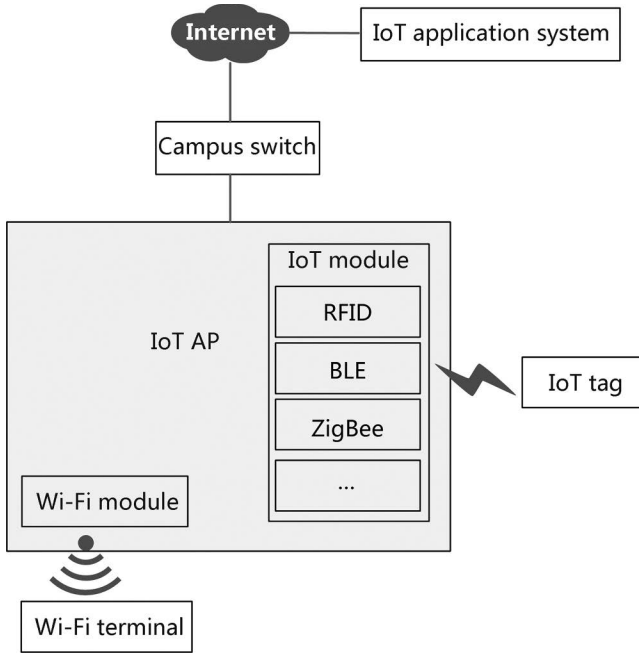 Internet
IoT application system
Campus switch
IoT module
RFID
IoT AP
BLE
IoT tag
ZigBee
...
Wi-Fi module
Wi-Fi terminal